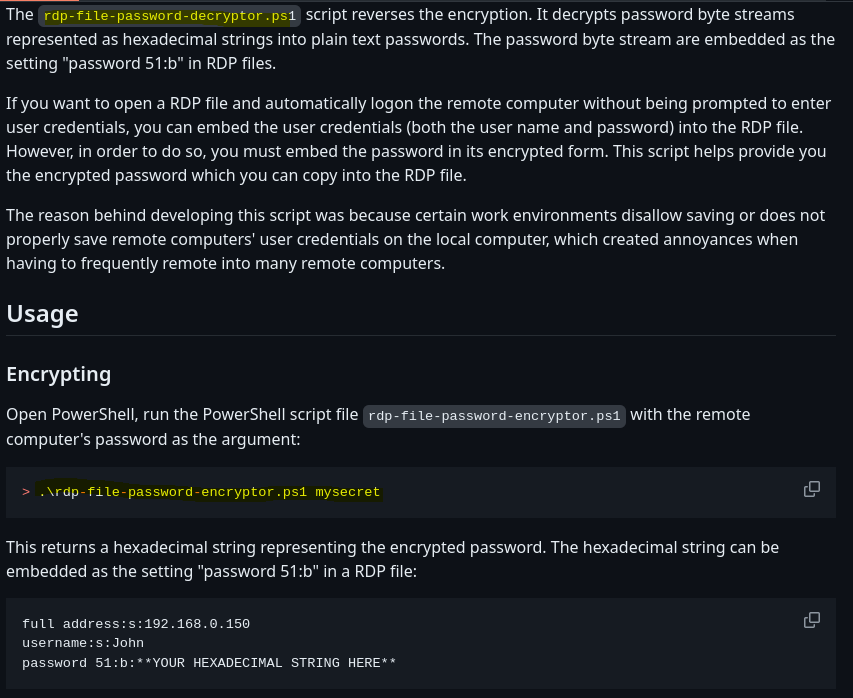 The rdp-file-password-decryptor.ps1 script reverses the encryption. It decrypts password byte streams
represented as hexadecimal strings into plain text passwords. The password byte stream are embedded as the
setting "password 51:b" in RDP files.
If you want to open a RDP file and automatically logon the remote computer without being prompted to enter
user credentials, you can embed the user credentials (both the user name and password) into the RDP file.
However, in order to do so, you must embed the password in its encrypted form. This script helps provide you
the encrypted password which you can copy into the RDP file.
The reason behind developing this script was because certain work environments disallow saving or does not
properly save remote computers' user credentials on the local computer, which created annoyances when
having to frequently remote into many remote computers.
Usage
Encrypting
Open PowerShell, run the PowerShell script file rdp-file-password-encryptor.ps1 with the remote
computer's password as the argument:
> .\rdp-file-password-encryptor.ps1 mysecret
This returns a hexadecimal string representing the encrypted password. The hexadecimal string can be
embedded as the setting "password 51:b" in a RDP file:
full address:s:192.168.0.150
username:s:John
password 51:b:**YOUR HEXADECIMAL STRING HERE**